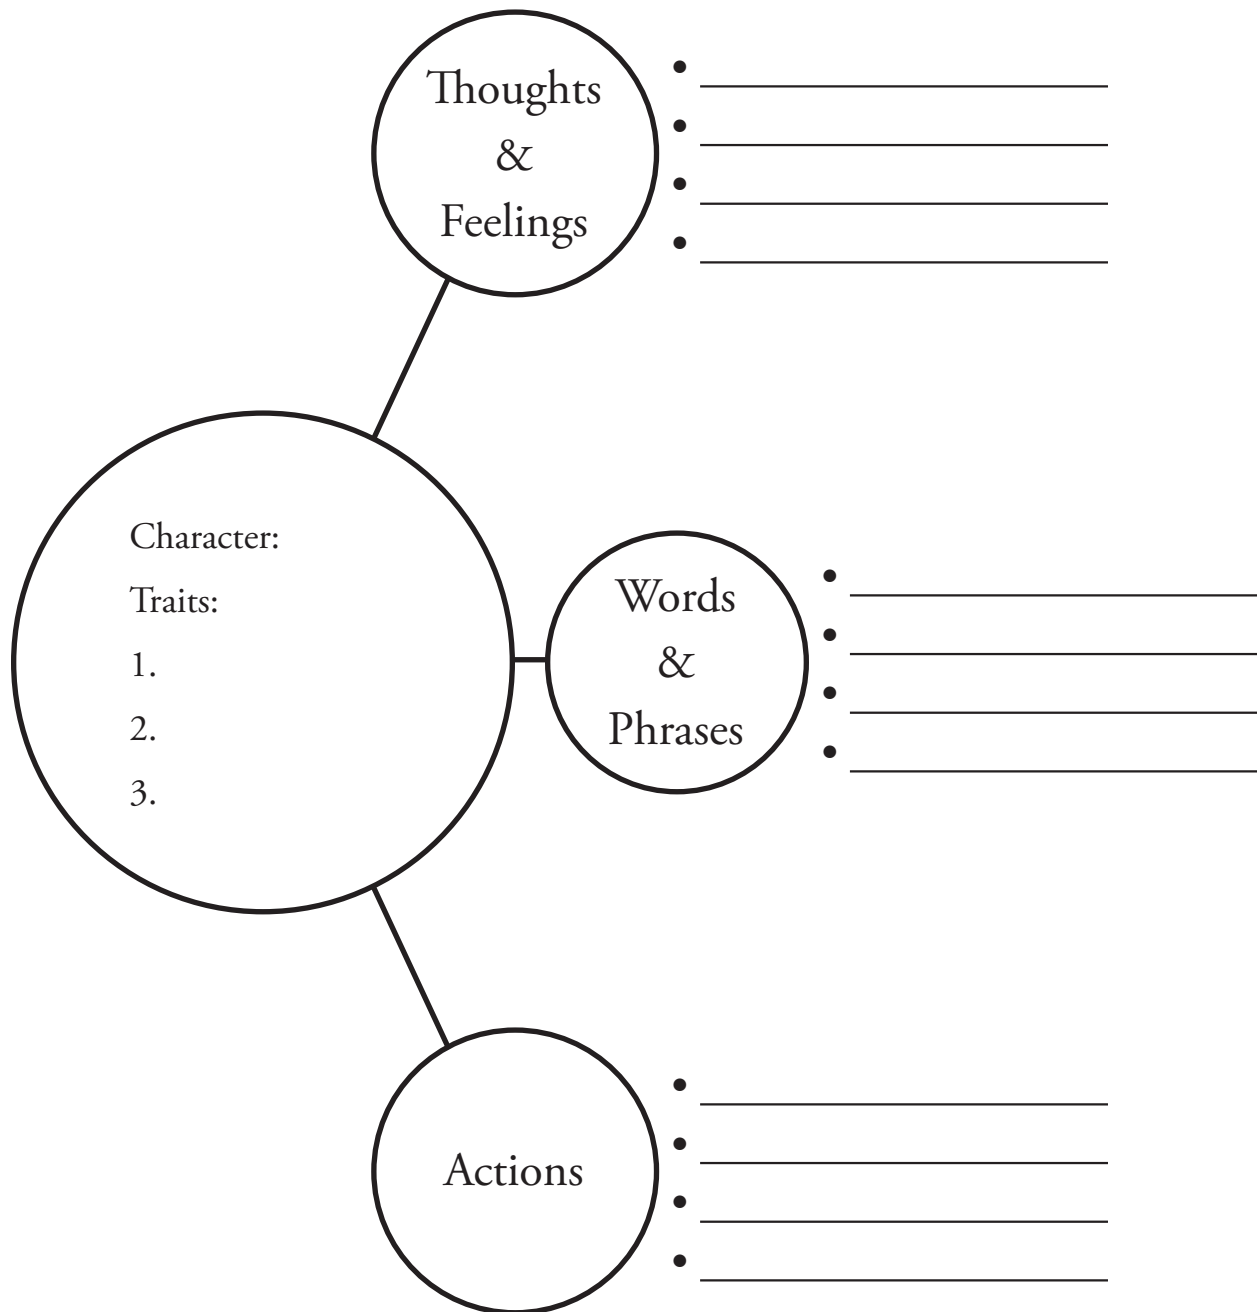 Thoughts
&
Feelings
Character:
Traits:
1.
2.
3.
Words
&
Phrases
Actions